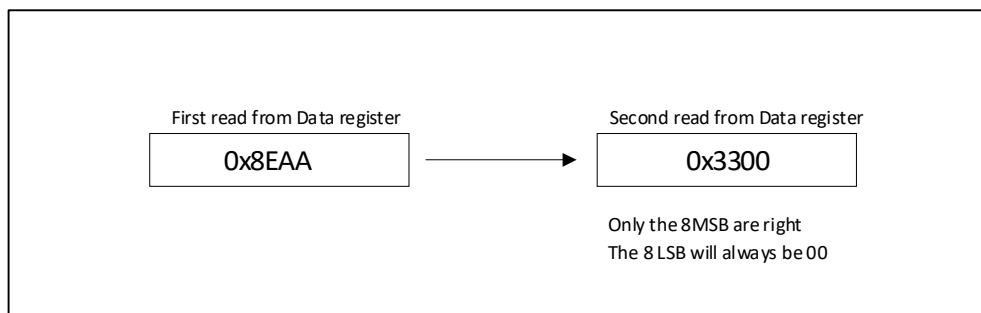 First read from Data register
0x8EAA
Second read from Data register
0x3300
Only the 8MSB are right
The 8 LSB will always be 00